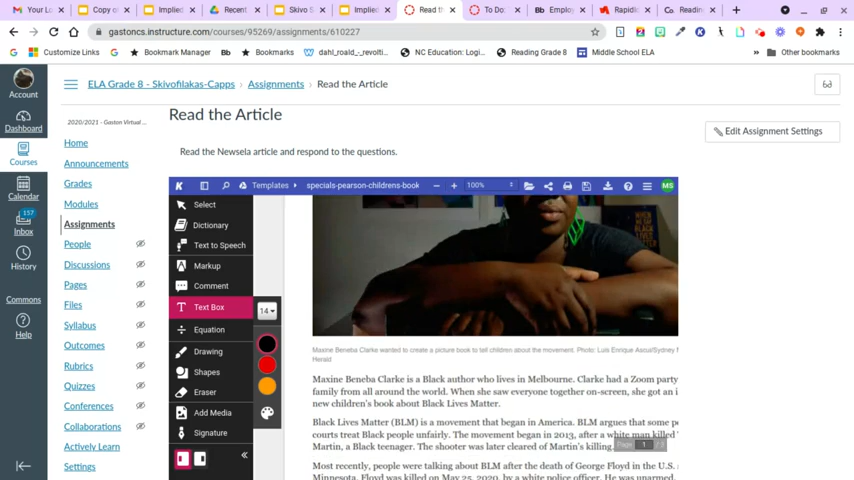 Your Lo
Copy o
Implied
Recent
Skivo S
Implied
Read th
To Do:
Bb Employ
Rapidic
Readin
gastoncs.instructure.com/courses/95269/assignments/610227
Customize Links
Bookmark Manager
Bb
Bookmarks
dahl_roald_-_revolti...
NC Education: Log...
Reading Grade 8
Middle School ELA
»
Other bookmarks
Account
Dashboard
Courses
Calendar
157
Inbox
History
Commons
Help
ELA Grade 8 - Skivofilakas-Capps
Assignments
Read the Article
2020/2021 - Gaston Virtual ...
Home
Announcements
Grades
Modules
Assignments
People
Discussions
Pages
Files
Syllabus
Outcomes
Rubrics
Quizzes
Conferences
Collaborations
Actively Learn
Settings
Read the Article
Edit Assignment Settings
Read the Newsela article and respond to the questions.
Templates
specials-pearson-childrens-book
100%
MS
Select
Dictionary
Text to Speech
Markup
Comment
Text Box
14
Equation
Drawing
Shapes
Eraser
Add Media
Signature
Maxine Beneba Clarke wanted to create a picture book to tell children about the movement. Photo: Luis Enrique Ascui/Sydney
Herald
Maxine Beneba Clarke is a Black author who lives in Melbourne. Clarke had a Zoom party
family from all around the world. When she saw everyone together on-screen, she got an i
new children's book about Black Lives Matter.
Black Lives Matter (BLM) is a movement that began in America. BLM argues that some p
courts treat Black people unfairly. The movement began in 2013, after a white man killed
Martin, a Black teenager. The shooter was later cleared of Martin's killing.
Page 1
Most recently, people were talking about BLM after the death of George Floyd in the U.S.
Minnesota. Floyd was killed on May 25, 2020, by a white police officer. He was unarmed.